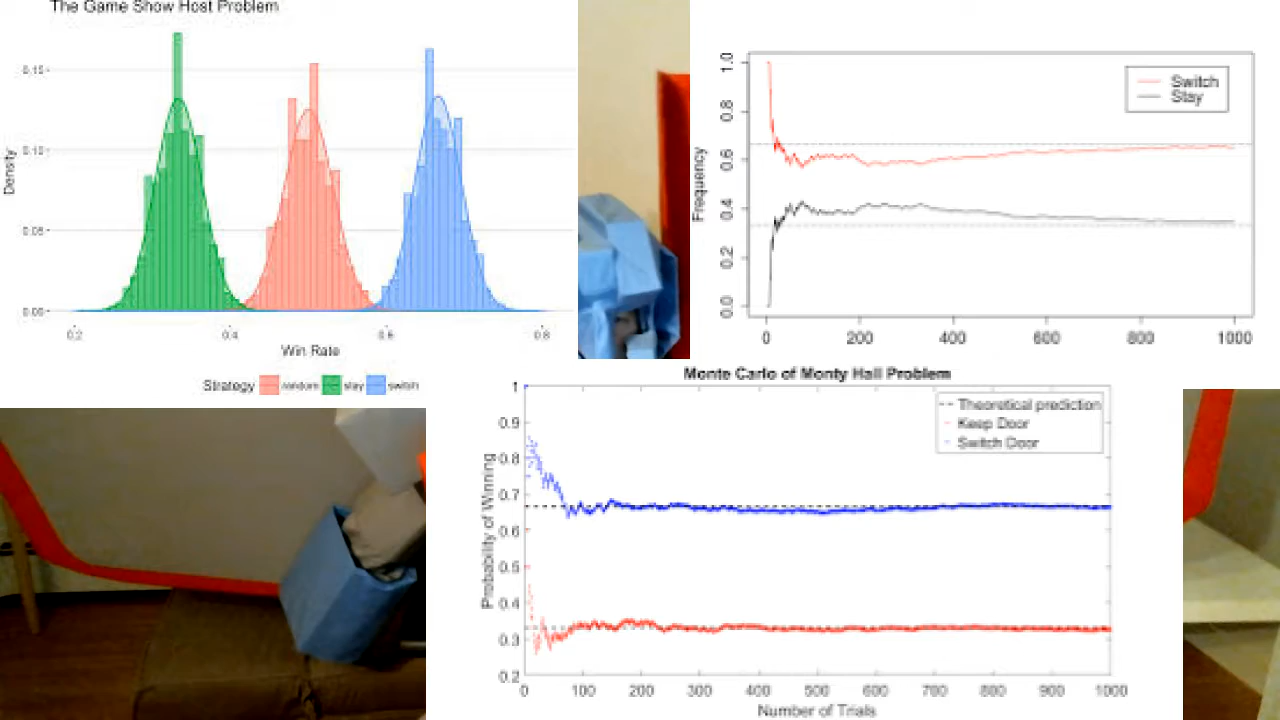 The Game Show Host Problem
Density
0.15
0.10
0.05
0.00
0.2 0.4 0.6 0.8
Win Rate
Strategy random stay switch
Frequency
1.0
0.8
0.6
0.4
0.2
0.0
Switch
Stay
0 200 400 600 800 1000
Monte Carlo of Monty Hall Problem
Probability of Winning
1
0.9
0.8
0.7
0.6
0.5
0.4
0.3
0.2
Theoretical prediction
Keep Door
Switch Door
0 100 200 300 400 500 600 700 800 900 1000
Number of Trials